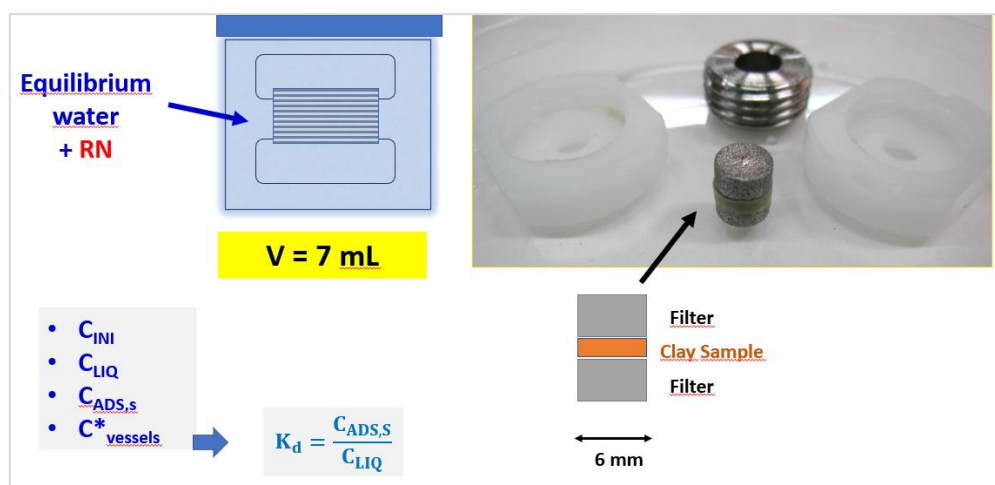 Equilibrium
water
+ RN
V = 7 mL
• C_INI
• C_LIQ
• C_ADS,s
• C*_vessels
K_d = C_ADS,S / C_LIQ
Filter
Clay Sample
Filter
6 mm